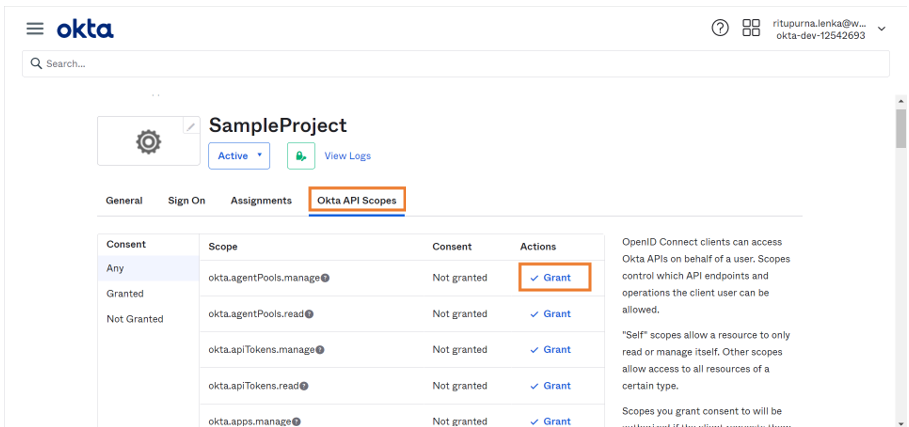 okta
ritupurna.lenka@w...
okta-dev-12542693
Search...
SampleProject
Active
View Logs
General Sign On Assignments Okta API Scopes
Consent
Any
Granted
Not Granted
Scope Consent Actions
okta.agentPools.manage Not granted Grant
okta.agentPools.read Not granted Grant
okta.apiTokens.manage Not granted Grant
okta.apiTokens.read Not granted Grant
okta.apps.manage Not granted Grant
OpenID Connect clients can access
Okta APIs on behalf of a user. Scopes
control which API endpoints and
operations the client user can be
allowed.
"Self" scopes allow a resource to only
read or manage itself. Other scopes
allow access to all resources of a
certain type.
Scopes you grant consent to will be